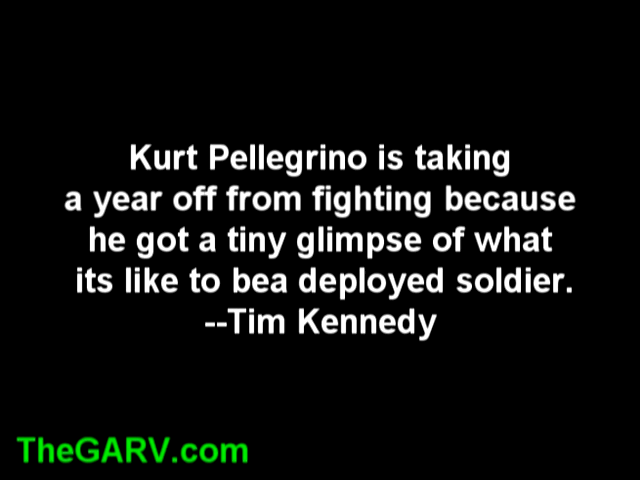 Kurt Pellegrino is taking
a year off from fighting because
he got a tiny glimpse of what
its like to bea deployed soldier.
--Tim Kennedy
TheGARV.com